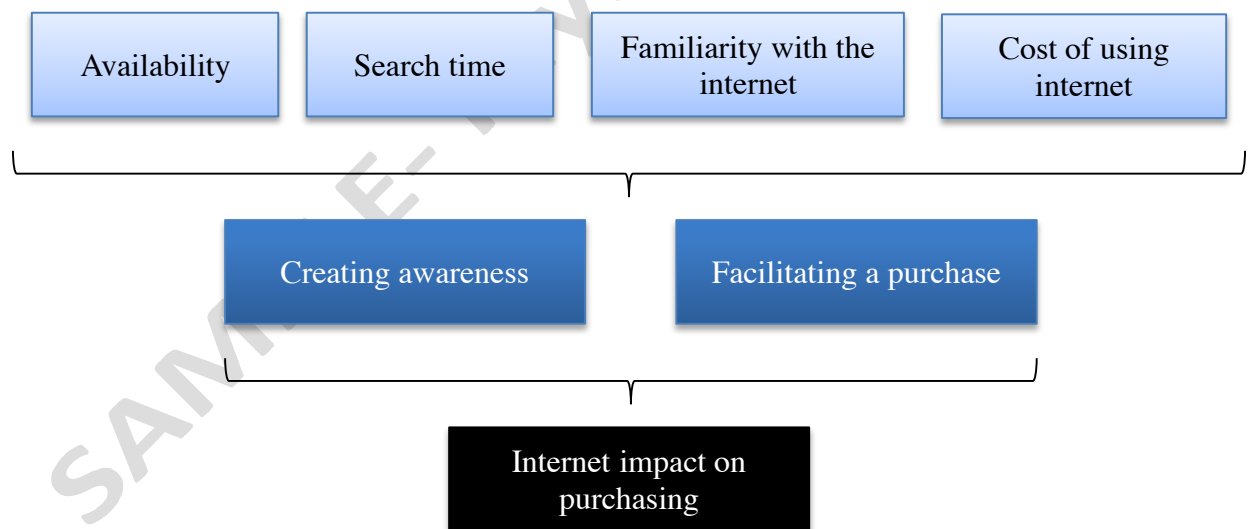 Availability
Search time
Familiarity with the
internet
Cost of using
internet
Creating awareness
Facilitating a purchase
Internet impact on
purchasing